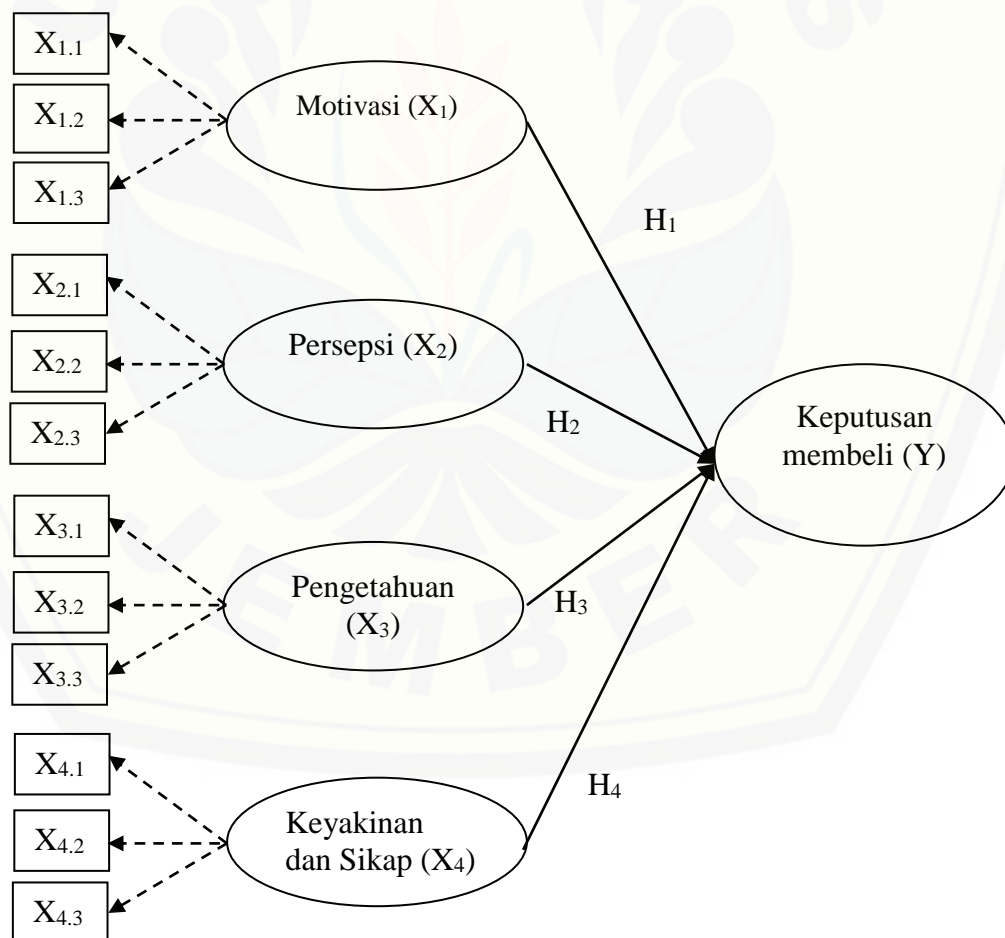 X1.1
X1.2
X1.3
Motivasi (X1)
H1
X2.1
X2.2
X2.3
Persepsi (X2)
H2
Keputusan
membeli (Y)
X3.1
X3.2
X3.3
Pengetahuan
(X3)
H3
X4.1
X4.2
X4.3
Keyakinan
dan Sikap (X4)
H4
JEMBER